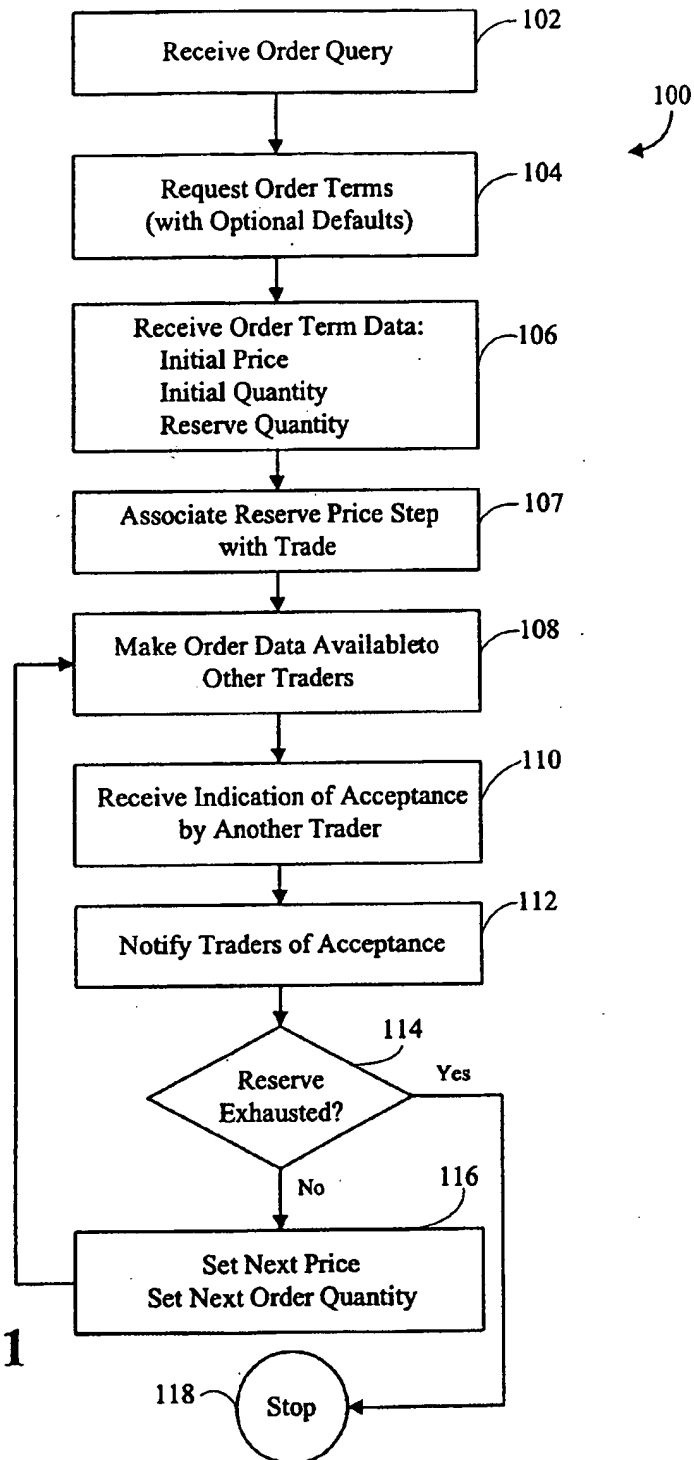 Receive Order Query
102
100
Request Order Terms
(with Optional Defaults)
104
Receive Order Term Data:
Initial Price
Initial Quantity
Reserve Quantity
106
Associate Reserve Price Step
with Trade
107
Make Order Data Availableto
Other Traders
108
Receive Indication of Acceptance
by Another Trader
110
Notify Traders of Acceptance
112
Reserve
Exhausted?
114
Yes
No
116
Set Next Price
Set Next Order Quantity
1
118
Stop